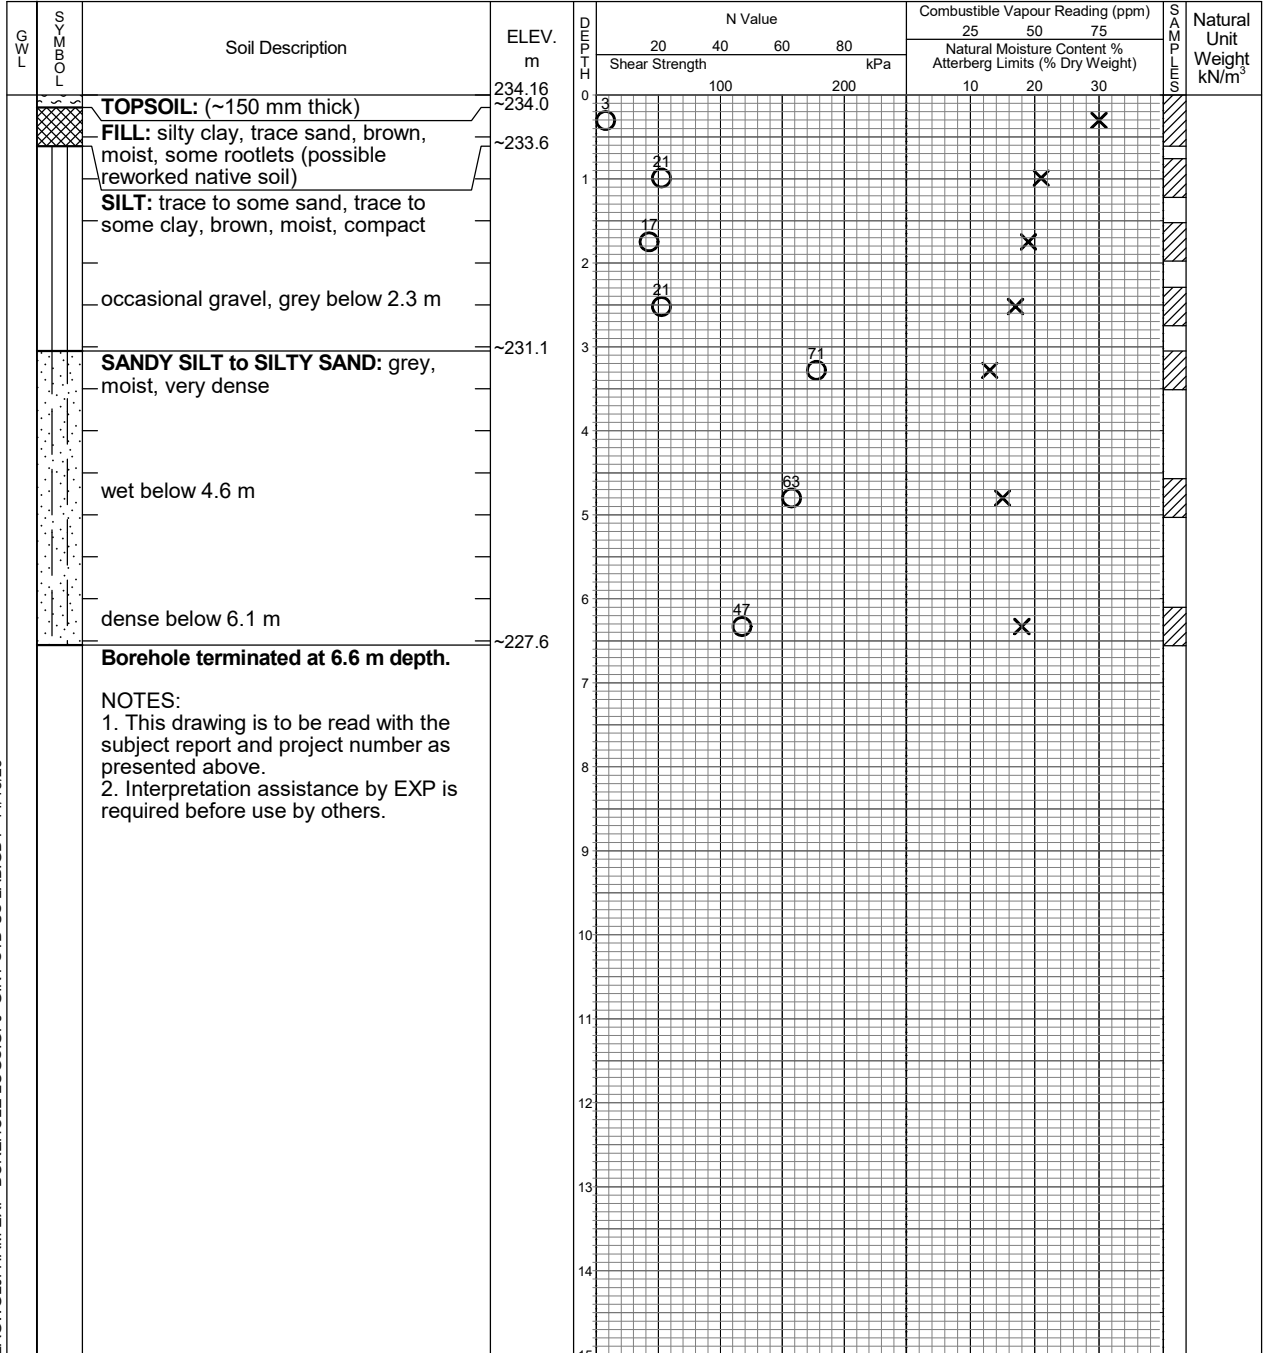 GWL
SYMBOL
Soil Description
ELEV.
m
DEPTH
N Value
20 40 60 80
Shear Strength kPa
100 200
Combustible Vapour Reading (ppm)
25 50 75
Natural Moisture Content %
Atterberg Limits (% Dry Weight)
10 20 30
SAMPLES
Natural
Unit
Weight
kN/m³
234.16
0
TOPSOIL: (~150 mm thick)
~234.0
3
FILL: silty clay, trace sand, brown,
~233.6
moist, some rootlets (possible
reworked native soil)
21
1
SILT: trace to some sand, trace to
some clay, brown, moist, compact
17
2
occasional gravel, grey below 2.3 m
21
~231.1
3
SANDY SILT to SILTY SAND: grey,
moist, very dense
71
4
wet below 4.6 m
63
5
6
dense below 6.1 m
47
~227.6
Borehole terminated at 6.6 m depth.
7
NOTES:
1. This drawing is to be read with the
subject report and project number as
presented above.
8
2. Interpretation assistance by EXP is
required before use by others.
9
10
11
12
13
14